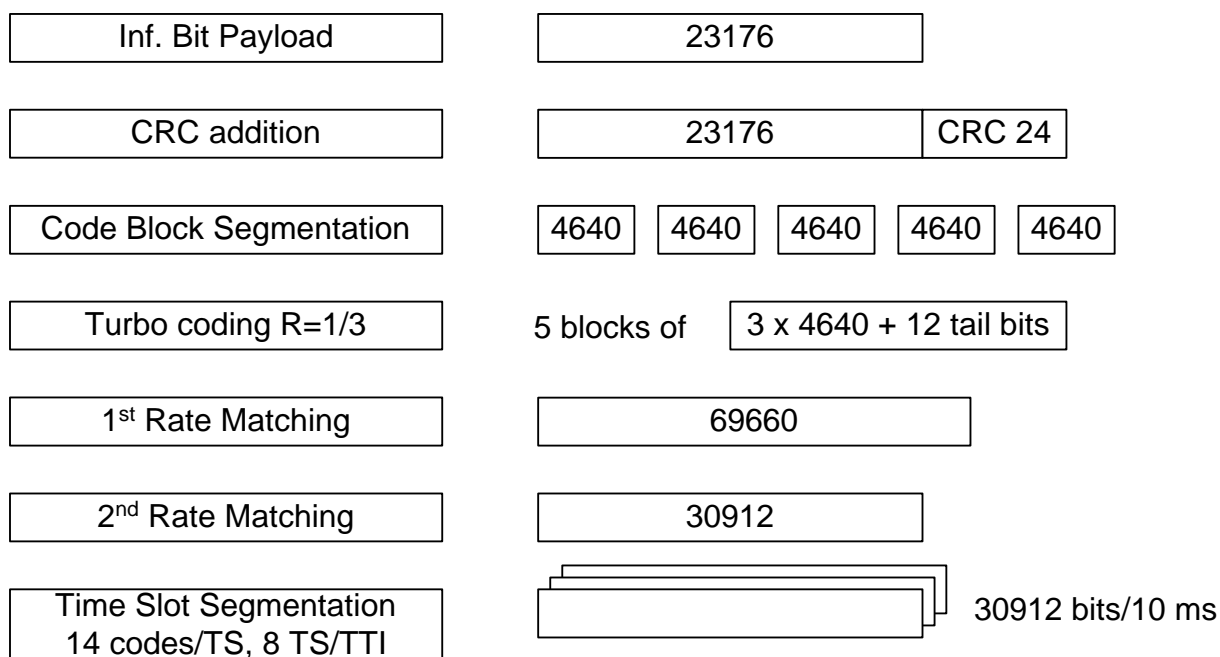 Inf. Bit Payload
23176
CRC addition
23176
CRC 24
Code Block Segmentation
4640
4640
4640
4640
4640
Turbo coding R=1/3
5 blocks of
3 x 4640 + 12 tail bits
1st Rate Matching
69660
2nd Rate Matching
30912
Time Slot Segmentation
14 codes/TS, 8 TS/TTI
30912 bits/10 ms